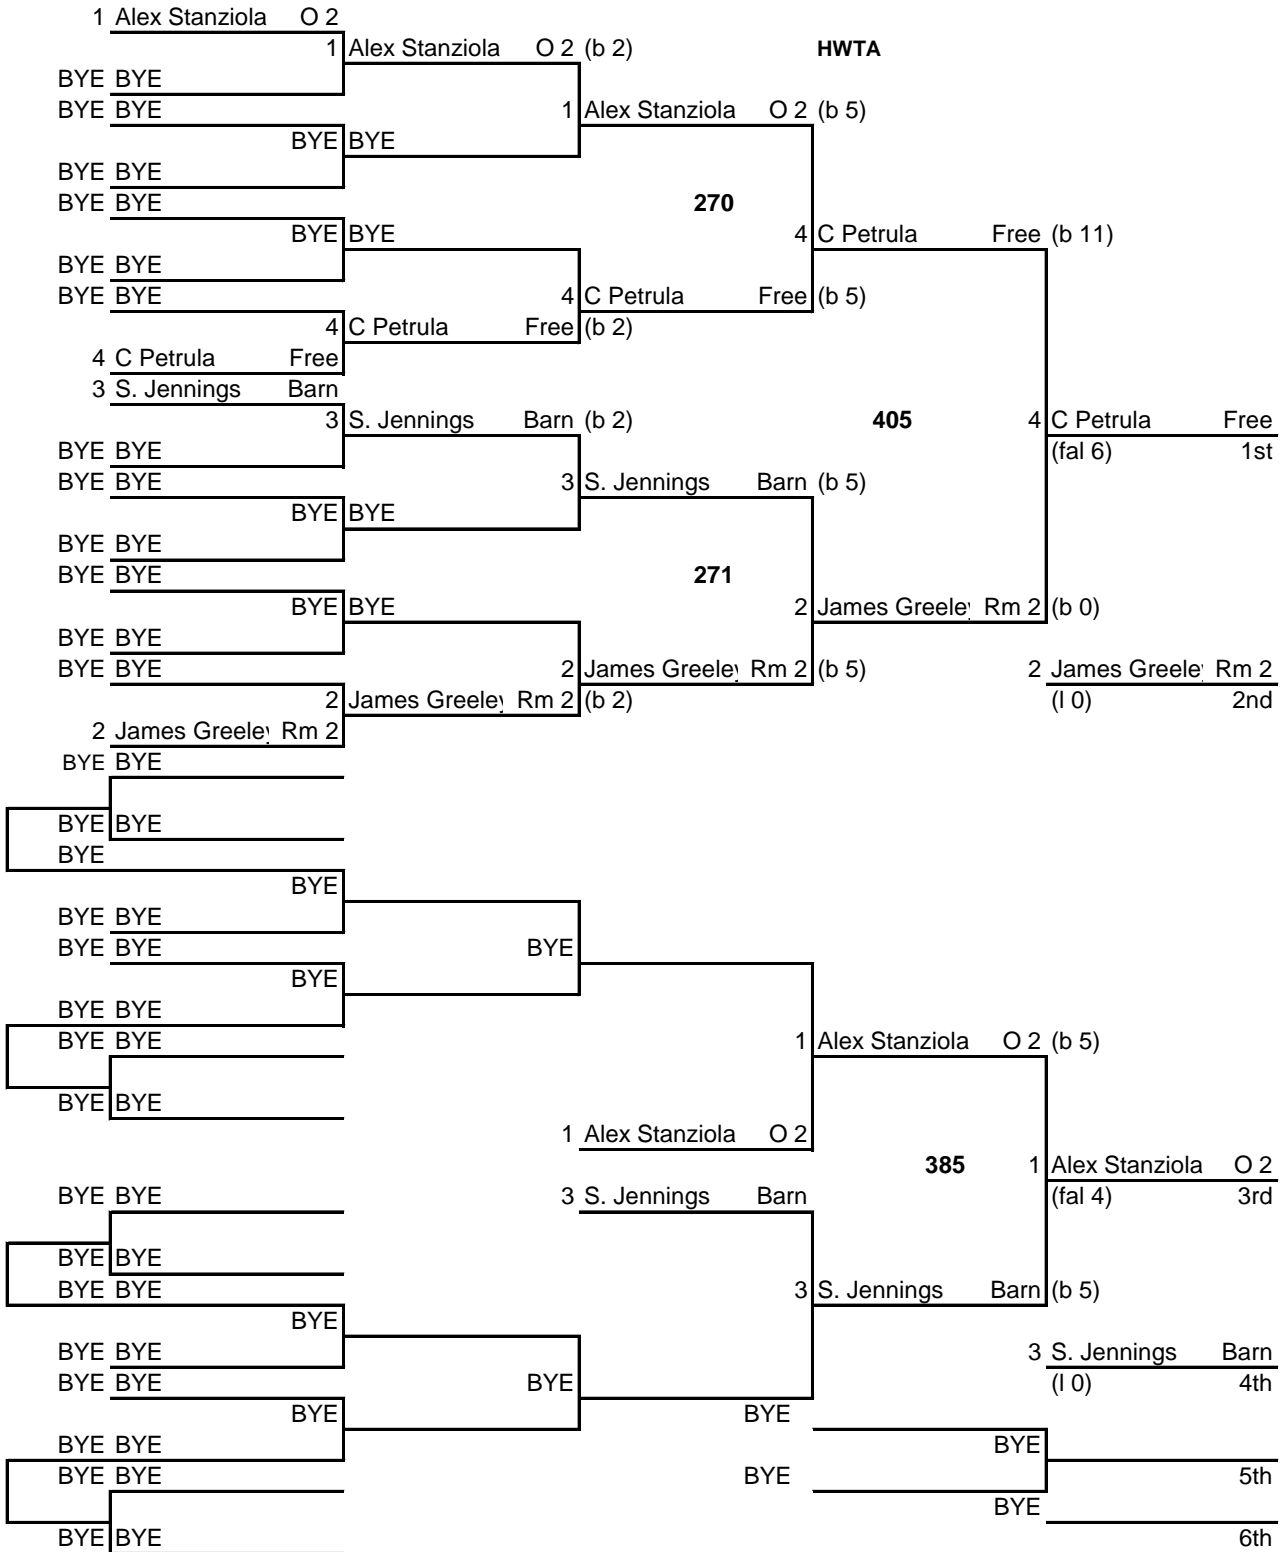 1 Alex Stanziola O 2
1 Alex Stanziola O 2 (b 2) HWTA
BYE BYE
BYE BYE 1 Alex Stanziola O 2 (b 5)
BYE BYE
BYE BYE
BYE BYE 270
BYE BYE 4 C Petrula Free (b 11)
BYE BYE
BYE BYE 4 C Petrula Free (b 5)
4 C Petrula Free (b 2)
4 C Petrula Free
3 S. Jennings Barn
3 S. Jennings Barn (b 2) 405 4 C Petrula Free
BYE BYE (fal 6) 1st
BYE BYE 3 S. Jennings Barn (b 5)
BYE BYE
BYE BYE
BYE BYE 271
BYE BYE 2 James Greele Rm 2 (b 0)
BYE BYE
BYE BYE 2 James Greele Rm 2 (b 5) 2 James Greele Rm 2
2 James Greele Rm 2 (b 2) (l 0) 2nd
2 James Greele Rm 2
BYE BYE
BYE BYE
BYE
BYE
BYE BYE
BYE BYE BYE
BYE
BYE BYE
BYE BYE 1 Alex Stanziola O 2 (b 5)
BYE BYE
1 Alex Stanziola O 2
385 1 Alex Stanziola O 2
BYE BYE 3 S. Jennings Barn (fal 4) 3rd
BYE BYE
BYE BYE 3 S. Jennings Barn (b 5)
BYE
BYE BYE 3 S. Jennings Barn
BYE BYE BYE (l 0) 4th
BYE BYE
BYE BYE BYE
BYE BYE BYE 5th
BYE
BYE BYE 6th